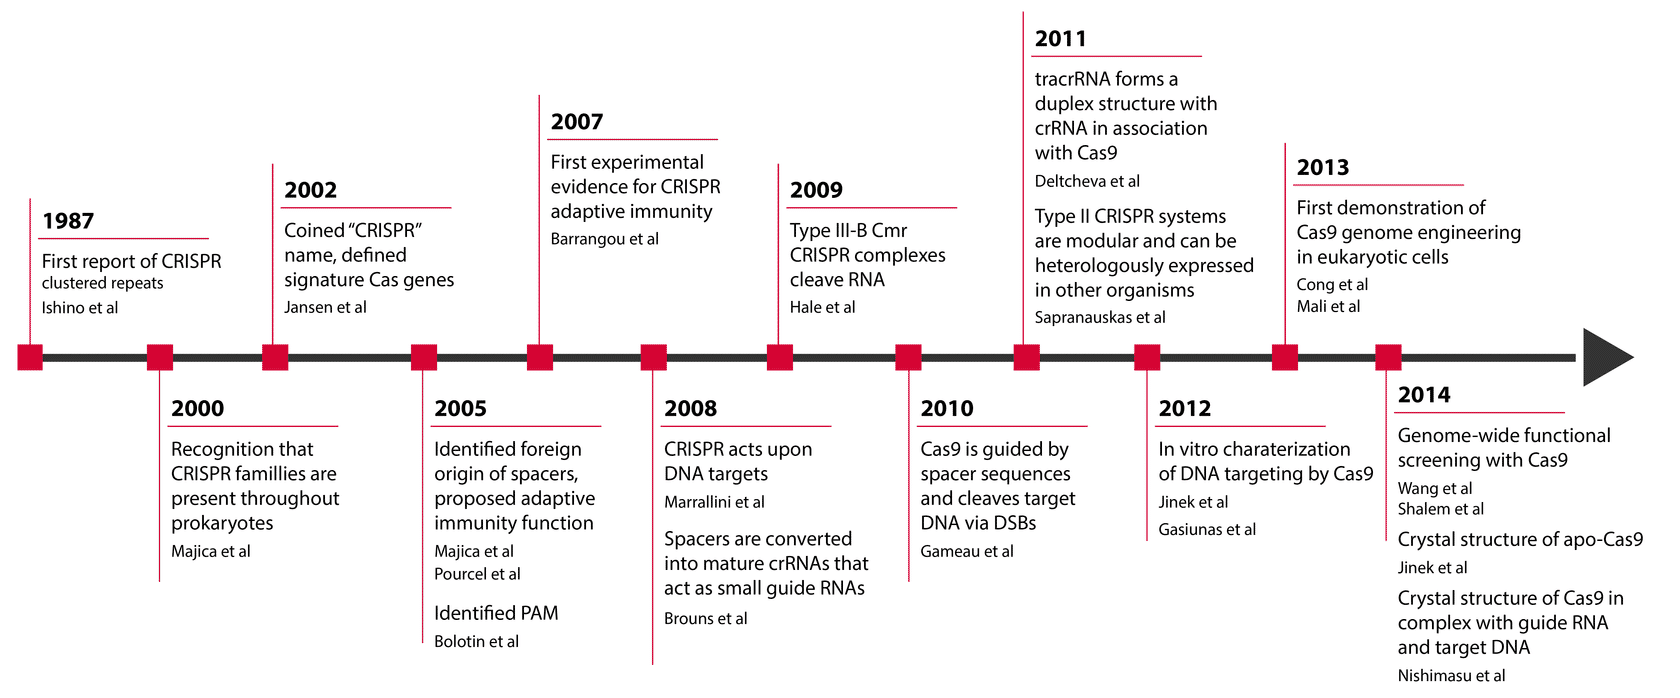 1987
First report of CRISPR
clustered repeats
Ishino et al
2000
Recognition that
CRISPR famillies are
present throughout
prokaryotes
Majica et al
2002
Coined “CRISPR”
name, defined
signature Cas genes
Jansen et al
2005
Identified foreign
origin of spacers,
proposed adaptive
immunity function
Majica et al
Pourcel et al
Identified PAM
Bolotin et al
2007
First experimental
evidence for CRISPR
adaptive immunity
Barrangou et al
2008
CRISPR acts upon
DNA targets
Marrallini et al
Spacers are converted
into mature crRNAs that
act as small guide RNAs
Brouns et al
2009
Type III-B Cmr
CRISPR complexes
cleave RNA
Hale et al
2010
Cas9 is guided by
spacer sequences
and cleaves target
DNA via DSBs
Gameau et al
2011
tracrRNA forms a
duplex structure with
crRNA in association
with Cas9
Deltcheva et al
Type II CRISPR systems
are modular and can be
heterologously expressed
in other organisms
Sapranauskas et al
2012
In vitro charaterization
of DNA targeting by Cas9
Jinek et al
Gasiunas et al
2013
First demonstration of
Cas9 genome engineering
in eukaryotic cells
Cong et al
Mali et al
2014
Genome-wide functional
screening with Cas9
Wang et al
Shalem et al
Crystal structure of apo-Cas9
Jinek et al
Crystal structure of Cas9 in
complex with guide RNA
and target DNA
Nishimasu et al